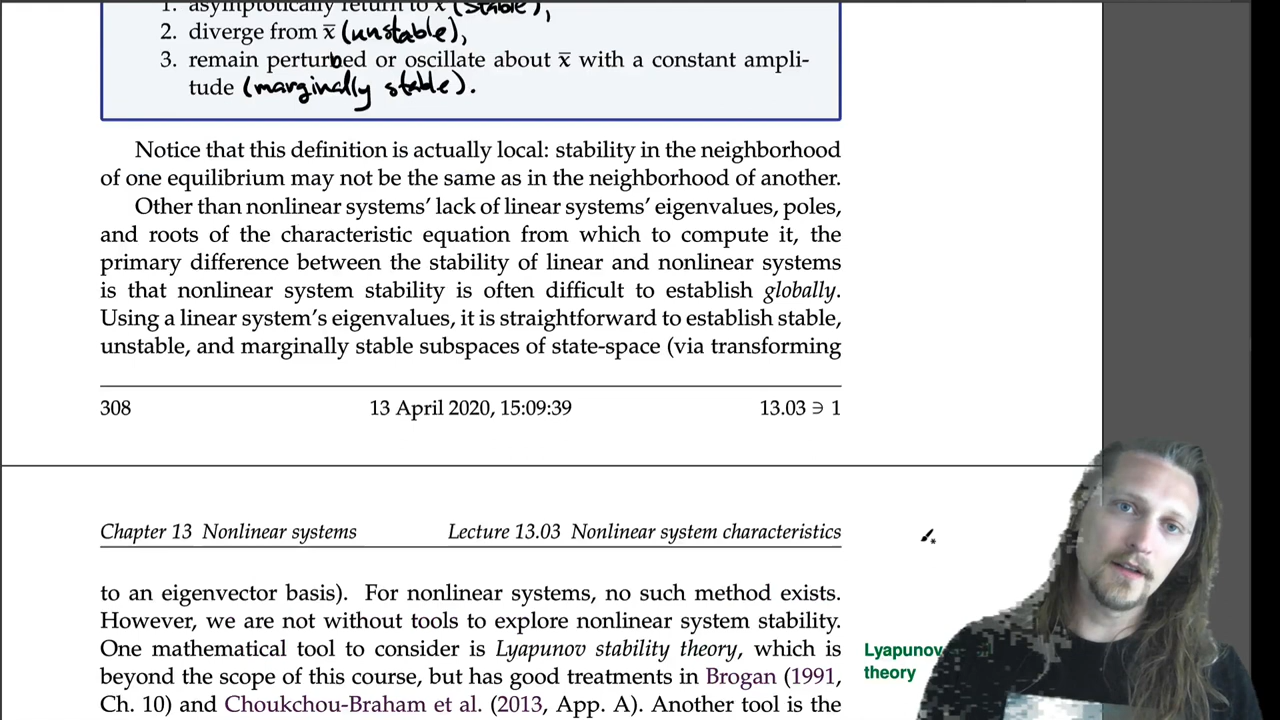 1. asymptotically return to x̄ (stable),
2. diverge from x̄ (unstable),
3. remain perturbed or oscillate about x̄ with a constant ampli-
tude (marginally stable).
Notice that this definition is actually local: stability in the neighborhood
of one equilibrium may not be the same as in the neighborhood of another.
Other than nonlinear systems' lack of linear systems' eigenvalues, poles,
and roots of the characteristic equation from which to compute it, the
primary difference between the stability of linear and nonlinear systems
is that nonlinear system stability is often difficult to establish globally.
Using a linear system's eigenvalues, it is straightforward to establish stable,
unstable, and marginally stable subspaces of state-space (via transforming
308 13 April 2020, 15:09:39 13.03 ∋ 1
Chapter 13 Nonlinear systems Lecture 13.03 Nonlinear system characteristics
to an eigenvector basis). For nonlinear systems, no such method exists.
However, we are not without tools to explore nonlinear system stability.
One mathematical tool to consider is Lyapunov stability theory, which is
beyond the scope of this course, but has good treatments in Brogan (1991,
Ch. 10) and Choukchou-Braham et al. (2013, App. A). Another tool is the
Lyapunov
theory